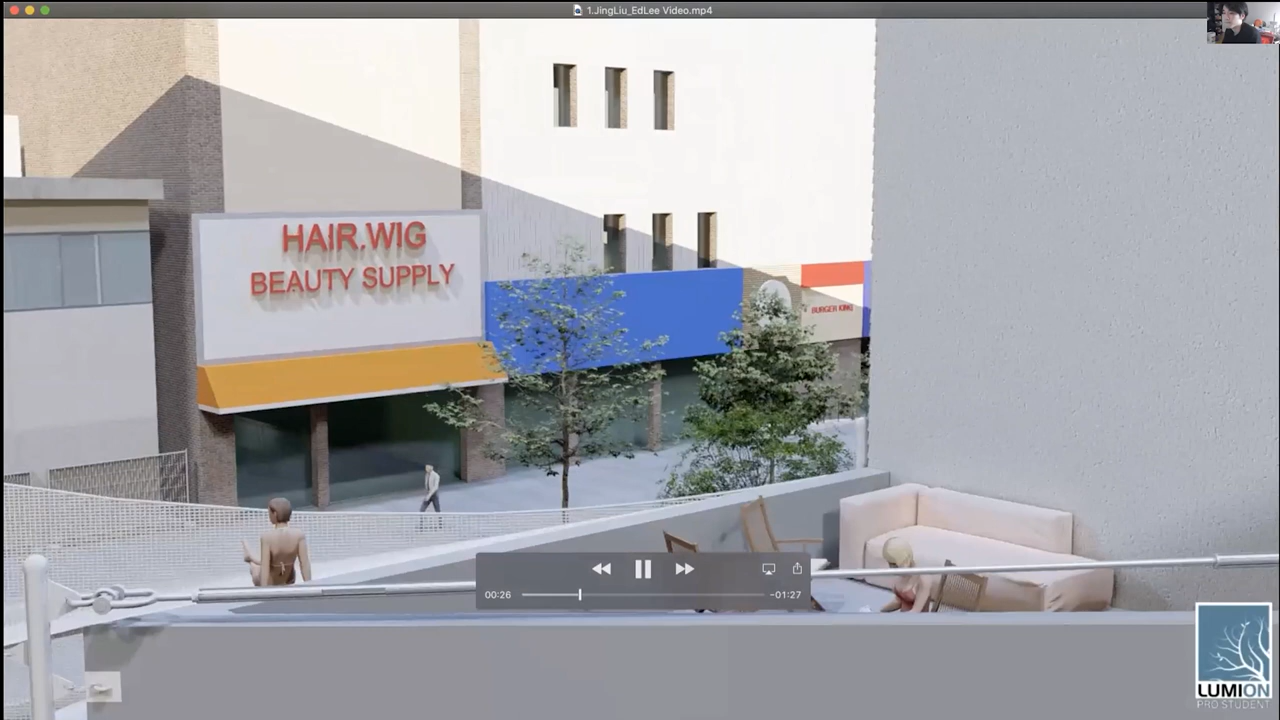 1.JingLiu_EdLee Video.mp4
HAIR.WIG
BEAUTY SUPPLY
BURGER KING
00:26
-01:27
LUMION
PRO STUDENT